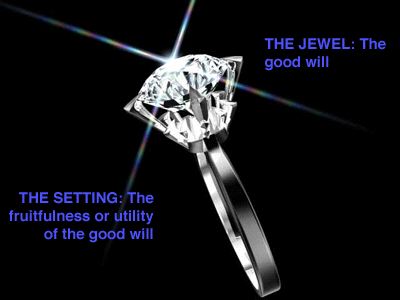 THE JEWEL: The
good will
THE SETTING: The
fruitfulness or utility
of the good will